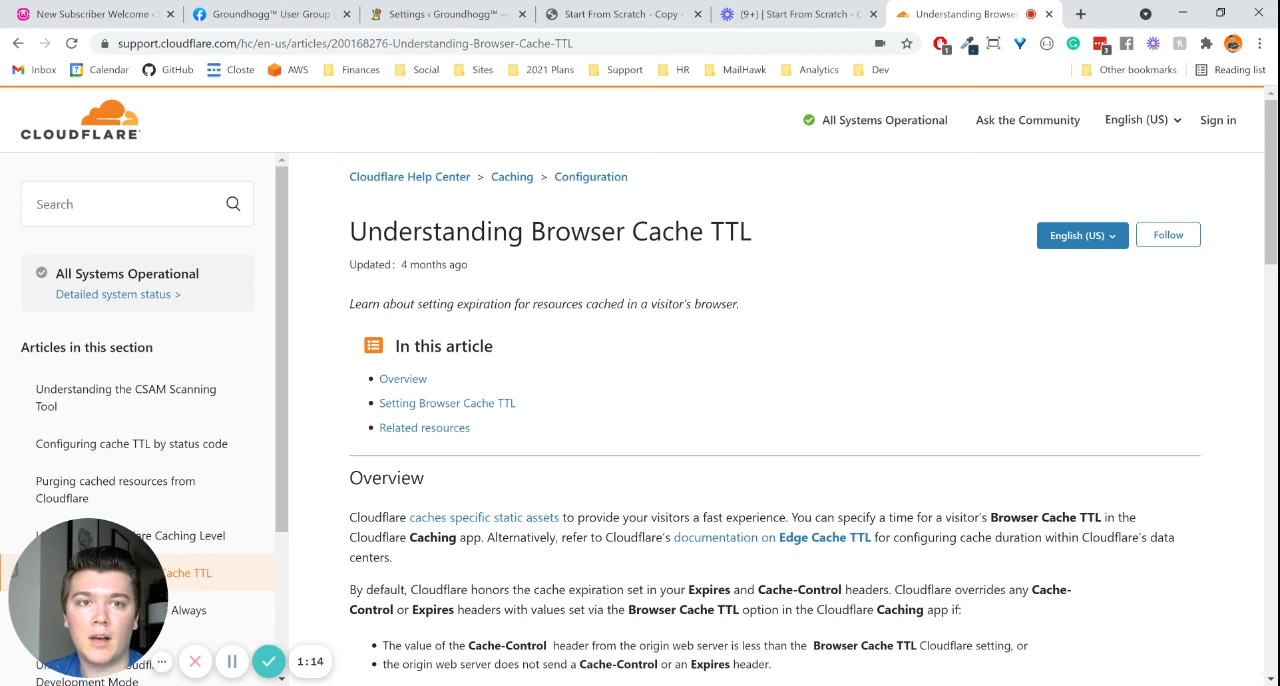 New Subscriber Welcome ‹
Groundhogg™ User Group (
Settings ‹ Groundhogg™ —
Start From Scratch - Copy ‹
(9+) | Start From Scratch - C
Understanding Browser
support.cloudflare.com/hc/en-us/articles/200168276-Understanding-Browser-Cache-TTL
1
3
Inbox
7
Calendar
GitHub
Closte
AWS
Finances
Social
Sites
2021 Plans
Support
HR
MailHawk
Analytics
Dev
Other bookmarks
Reading list
CLOUDFLARE
All Systems Operational
Ask the Community
English (US)
Sign in
Search
All Systems Operational
Detailed system status >
Articles in this section
Understanding the CSAM Scanning
Tool
Configuring cache TTL by status code
Purging cached resources from
Cloudflare
re Caching Level
ache TTL
Always
Development Mode
1:14
Cloudflare Help Center > Caching > Configuration
Understanding Browser Cache TTL
English (US)
Follow
Updated: 4 months ago
Learn about setting expiration for resources cached in a visitor's browser.
In this article
• Overview
• Setting Browser Cache TTL
• Related resources
Overview
Cloudflare caches specific static assets to provide your visitors a fast experience. You can specify a time for a visitor's Browser Cache TTL in the
Cloudflare Caching app. Alternatively, refer to Cloudflare's documentation on Edge Cache TTL for configuring cache duration within Cloudflare's data
centers.
By default, Cloudflare honors the cache expiration set in your Expires and Cache-Control headers. Cloudflare overrides any Cache-
Control or Expires headers with values set via the Browser Cache TTL option in the Cloudflare Caching app if:
• The value of the Cache-Control header from the origin web server is less than the Browser Cache TTL Cloudflare setting, or
• the origin web server does not send a Cache-Control or an Expires header.